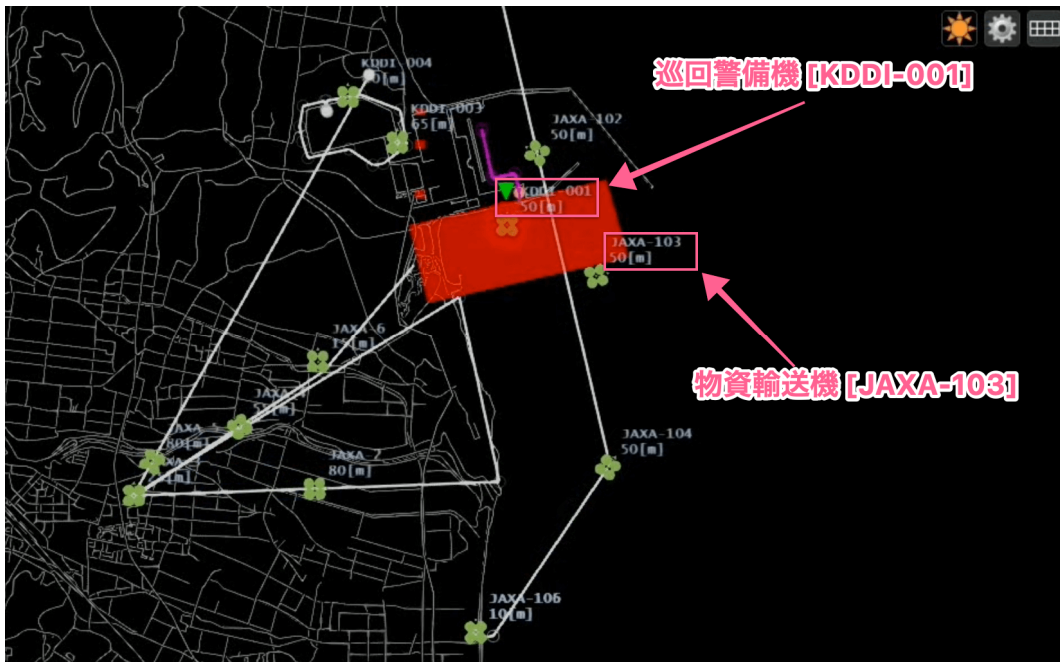 巡回警備機 [KDDI-001]
KDDI-004
KDDI-003
65[m]
JAXA-102
50[m]
KDDI-001
50[m]
JAXA-103
50[m]
物資輸送機 [JAXA-103]
JAXA-6
JAXA-104
50[m]
80[m]
JAXA-2
80[m]
JAXA-106
10[m]